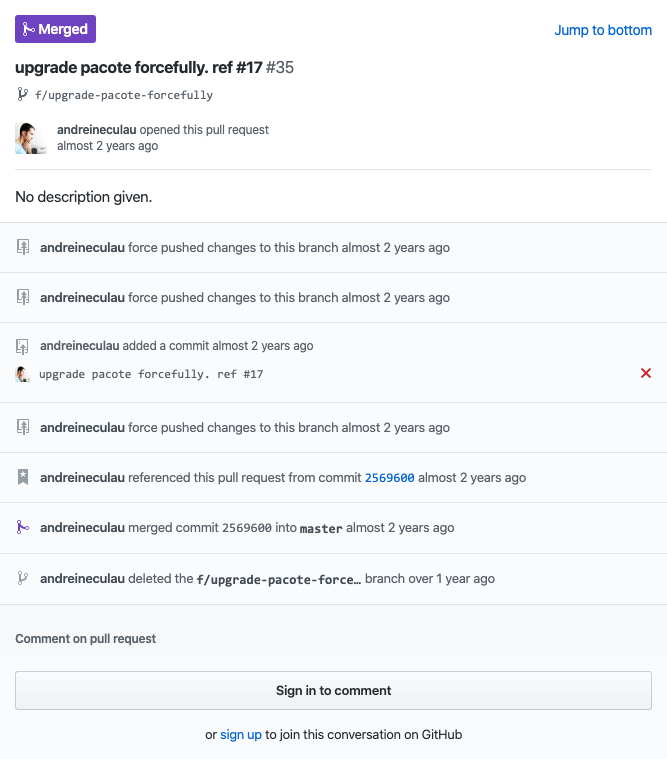 Merged
Jump to bottom
upgrade pacote forcefully. ref #17 #35
f/upgrade-pacote-forcefully
andreineculau opened this pull request
almost 2 years ago
No description given.
andreineculau force pushed changes to this branch almost 2 years ago
andreineculau force pushed changes to this branch almost 2 years ago
andreineculau added a commit almost 2 years ago
upgrade pacote forcefully. ref #17
andreineculau force pushed changes to this branch almost 2 years ago
andreineculau referenced this pull request from commit 2569600 almost 2 years ago
andreineculau merged commit 2569600 into master almost 2 years ago
andreineculau deleted the f/upgrade-pacote-force… branch over 1 year ago
Comment on pull request
Sign in to comment
or sign up to join this conversation on GitHub